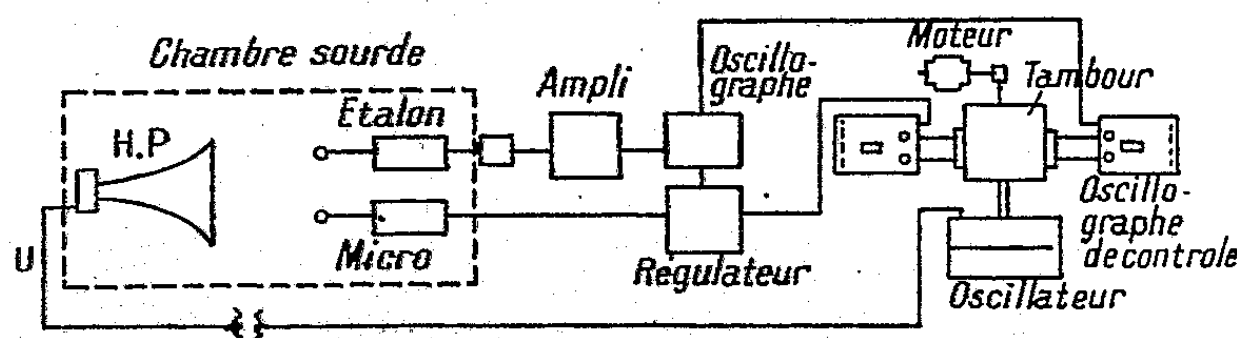 Chambre sourde
H.P
Etalon
Micro
U
Ampli
Oscillo-
graphe
Régulateur
Moteur
Tambour
Oscillo-
graphe
de controle
Oscillateur